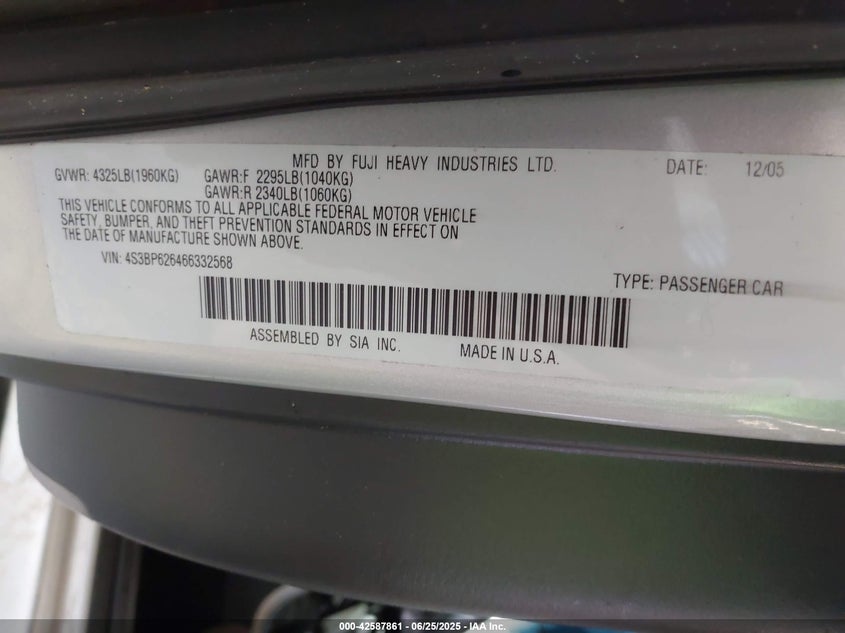 MFD BY FUJI HEAVY INDUSTRIES LTD. DATE: 12/05
GVWR: 4325LB(1960KG) GAWR:F 2295LB(1040KG)
GAWR:R 2340LB(1060KG)
THIS VEHICLE CONFORMS TO ALL APPLICABLE FEDERAL MOTOR VEHICLE
SAFETY, BUMPER, AND THEFT PREVENTION STANDARDS IN EFFECT ON
THE DATE OF MANUFACTURE SHOWN ABOVE.
VIN: 4S3BP626466332568
TYPE: PASSENGER CAR
ASSEMBLED BY SIA INC. MADE IN U.S.A.
000-42587861 - 06/25/2025 - IAA Inc.